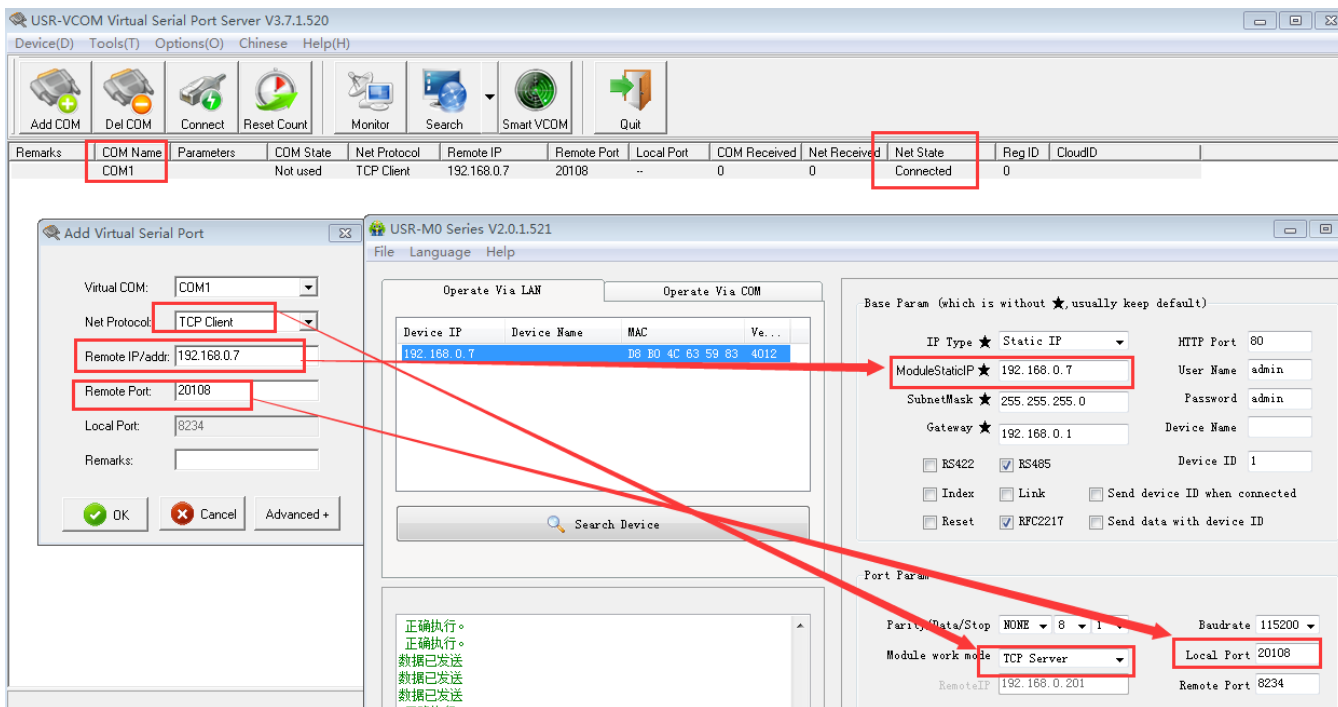 USR-VCOM Virtual Serial Port Server V3.7.1.520
Device(D) Tools(T) Options(O) Chinese Help(H)
Add COM Del COM Connect Reset Count Monitor Search Smart VCOM Quit
Remarks COM Name Parameters COM State Net Protocol Remote IP Remote Port Local Port COM Received Net Received Net State Reg ID CloudID
COM1 Not used TCP Client 192.168.0.7 20108 -- 0 0 Connected 0
Add Virtual Serial Port
Virtual COM: COM1
Net Protocol: TCP Client
Remote IP/addr: 192.168.0.7
Remote Port: 20108
Local Port: 8234
Remarks:
OK Cancel Advanced +
USR-M0 Series V2.0.1.521
File Language Help
Operate Via LAN Operate Via COM
Device IP Device Name MAC Ve...
192.168.0.7 D8 B0 4C 63 59 83 4012
Search Device
正确执行。
正确执行。
数据已发送
数据已发送
数据已发送
Base Param (which is without ★,usually keep default)
IP Type ★ Static IP HTTP Port 80
ModuleStaticIP ★ 192.168.0.7 User Name admin
SubnetMask ★ 255.255.255.0 Password admin
Gateway ★ 192.168.0.1 Device Name
RS422 RS485 Device ID 1
Index Link Send device ID when connected
Reset RFC2217 Send data with device ID
Port Param
Parity/Data/Stop NONE 8 1 Baudrate 115200
Module work mode TCP Server Local Port 20108
RemoteIP 192.168.0.201 Remote Port 8234